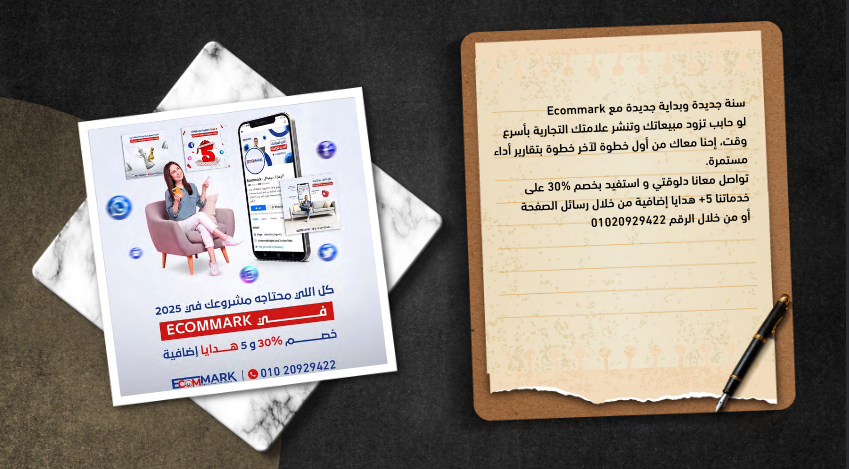 كل اللي محتاجه مشروعك في 2025
فـــي ECOMMARK
خصـــم 30% و 5 هـــدايا إضافية
ECOMMARK | 010 20929422
سنة جديدة وبداية جديدة مع Ecommark
لو حابب تزود مبيعاتك وتنشر علامتك التجارية بأسرع
وقت، إحنا معاك من أول خطوة لآخر خطوة بتقارير أداء
مستمرة.
تواصل معانا دلوقتي و استفيد بخصم 30% على
خدماتنا 5+ هدايا إضافية من خلال رسائل الصفحة
أو من خلال الرقم 01020929422